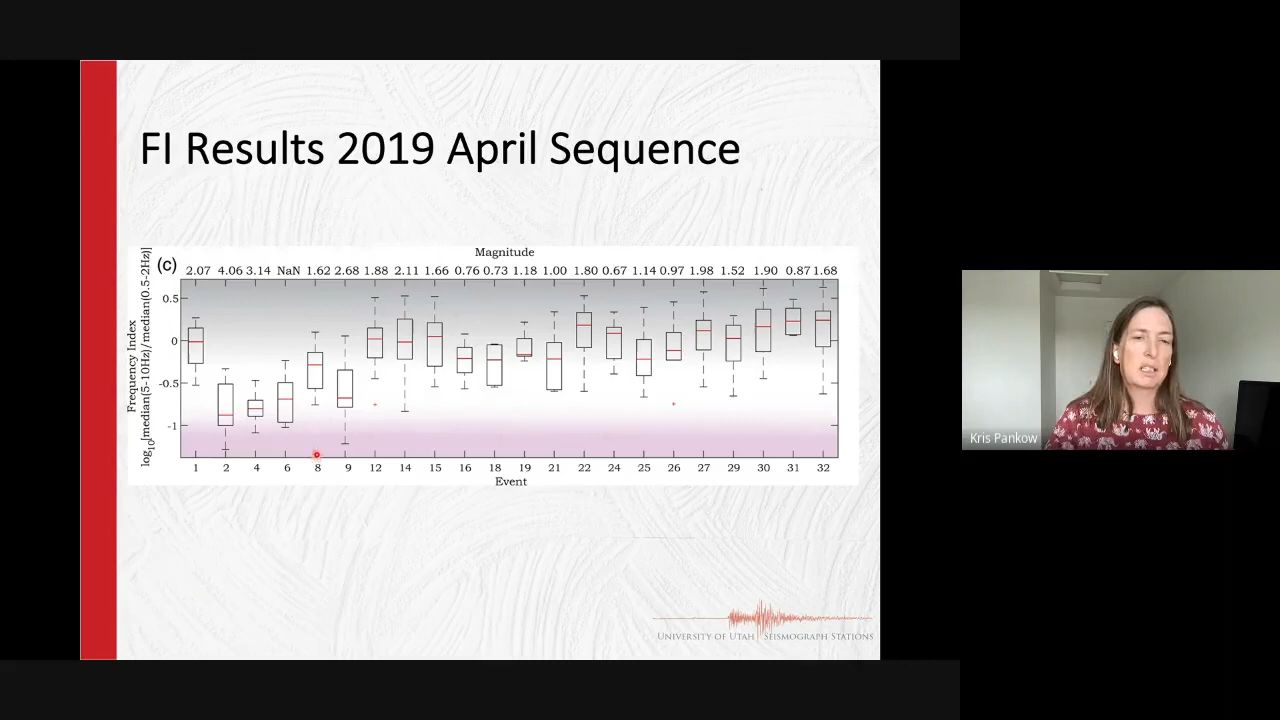 FI Results 2019 April Sequence
Magnitude
(c)
2.07 4.06 3.14 NaN 1.62 2.68 1.88 2.11 1.66 0.76 0.73 1.18 1.00 1.80 0.67 1.14 0.97 1.98 1.52 1.90 0.87 1.68
Frequency Index
log10[median(5-10Hz)/median(0.5-2Hz)]
0.5
0
-0.5
-1
1 2 4 6 8 9 12 14 15 16 18 19 21 22 24 25 26 27 29 30 31 32
Event
UNIVERSITY OF UTAH SEISMOGRAPH STATIONS
Kris Pankow